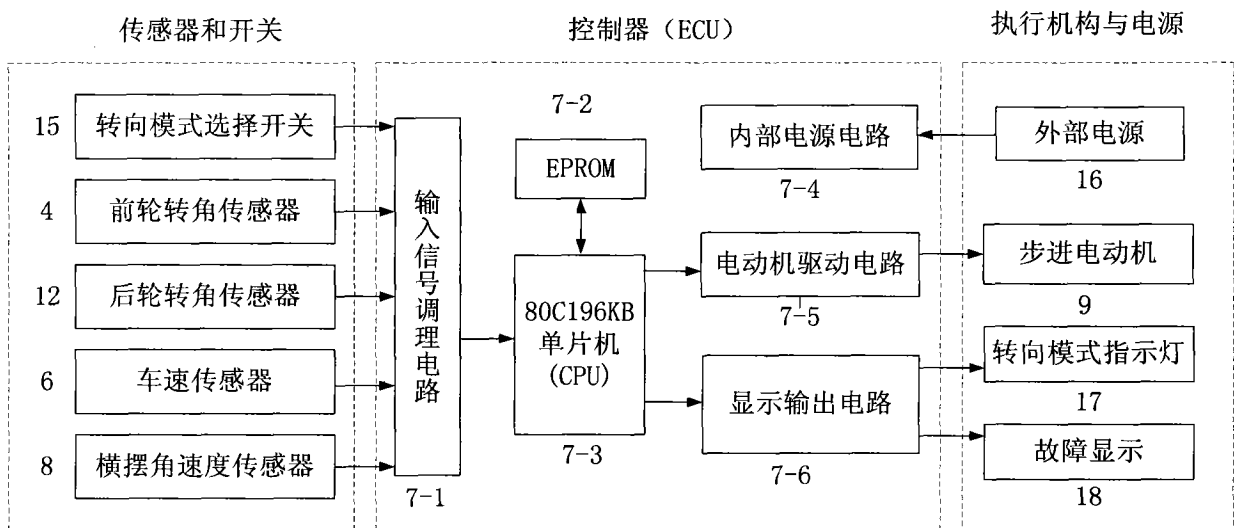 传感器和开关
控制器（ECU）
执行机构与电源
15
转向模式选择开关
4
前轮转角传感器
12
后轮转角传感器
6
车速传感器
8
横摆角速度传感器
输入信号调理电路
7-1
7-2
EPROM
80C196KB
单片机
(CPU)
7-3
内部电源电路
7-4
电动机驱动电路
7-5
显示输出电路
7-6
外部电源
16
步进电动机
9
转向模式指示灯
17
故障显示
18